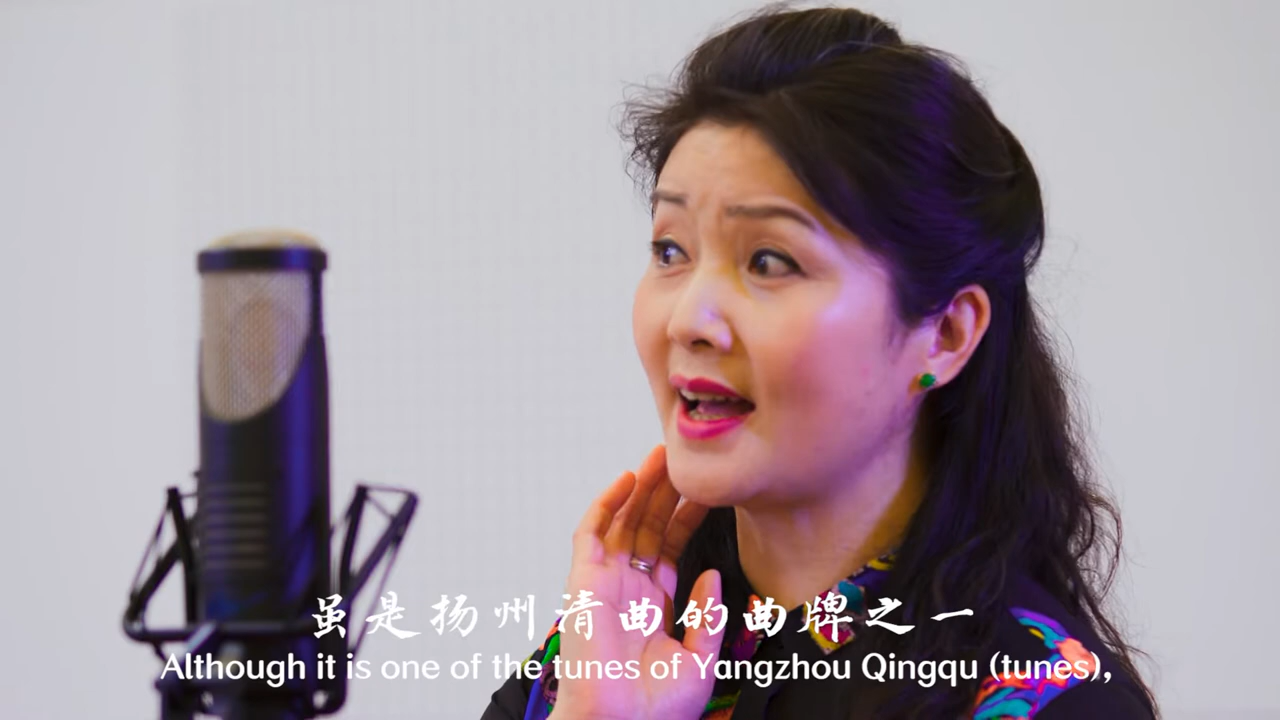 虽是扬州清曲的曲牌之一
Although it is one of the tunes of Yangzhou Qingqu (tunes),